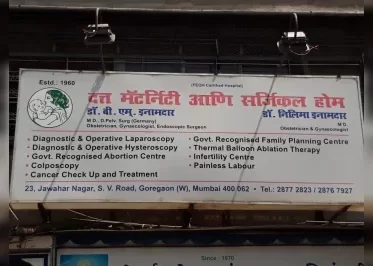 Estd.: 1960
(FOGSI Certified Hospital)
दत्त मॅटर्निटी आणि सर्जिकल होम
डॉ. वी. एम्. इनामदार
डॉ. निलिमा इनामदार
M.D., D.Pelv. Surg (Germany)
M.D.
Obstetrician, Gynaecologist, Endoscopic Surgeon
Obstetrician & Gynaecologist
• Diagnostic & Operative Laparoscopy
• Diagnostic & Operative Hysteroscopy
• Govt. Recognised Abortion Centre
• Colposcopy
• Cancer Check Up and Treatment
• Govt. Recognised Family Planning Centre
• Thermal Balloon Ablation Therapy
• Infertility Centre
• Painless Labour
23, Jawahar Nagar, S. V. Road, Goregaon (W), Mumbai 400 062 • Tel.: 2877 2823 / 2876 7927
Since : 1970